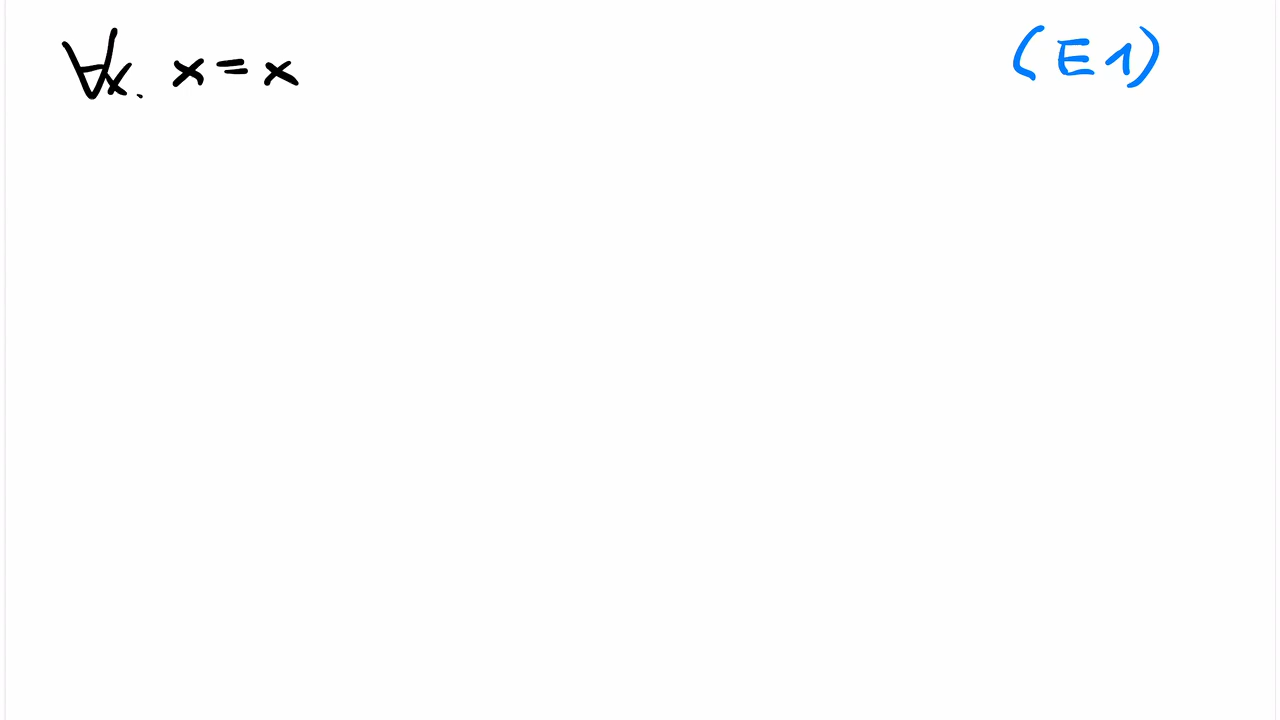 ∀x. x = x (E1)